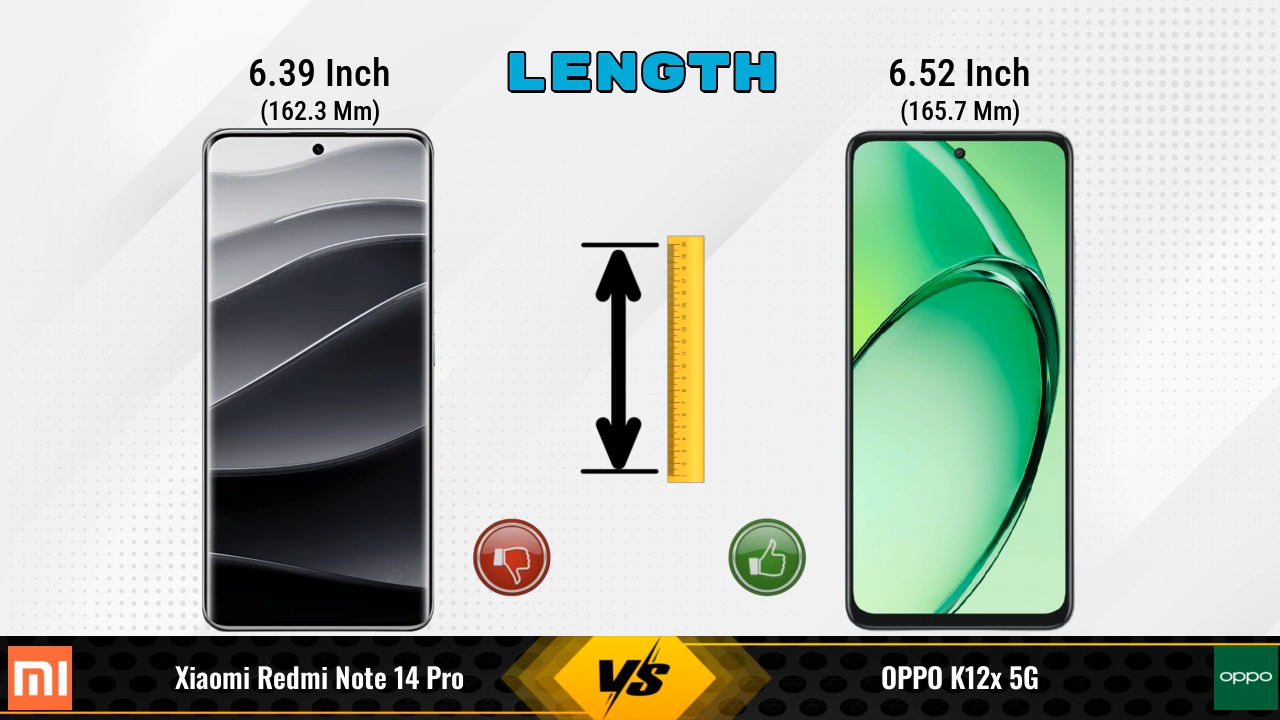 LENGTH
6.39 Inch
(162.3 Mm)
6.52 Inch
(165.7 Mm)
Xiaomi Redmi Note 14 Pro
VS
OPPO K12x 5G
oppo